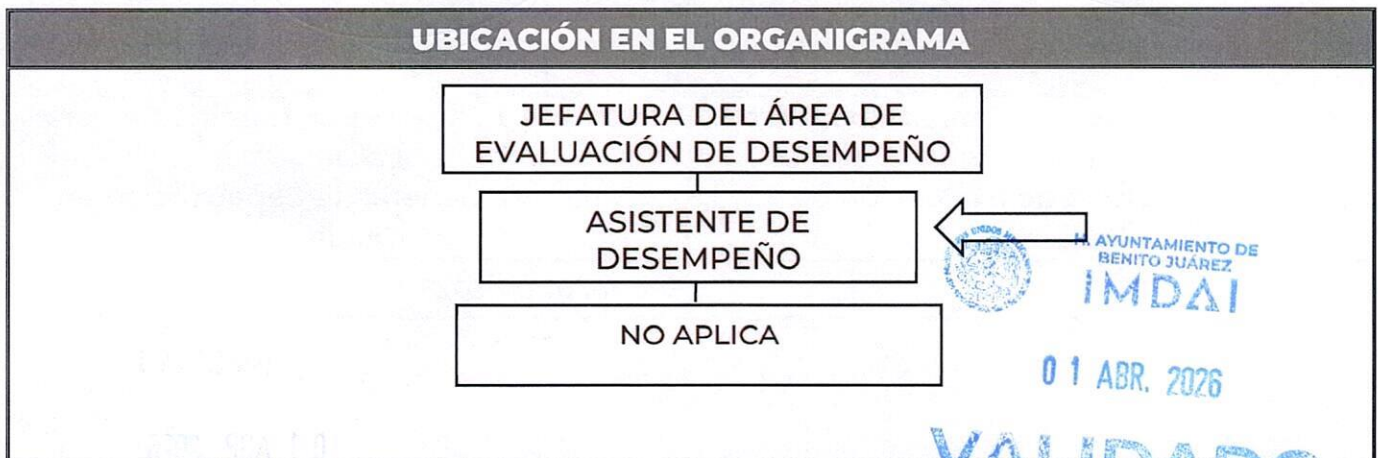 UBICACIÓN EN EL ORGANIGRAMA
JEFATURA DEL ÁREA DE
EVALUACIÓN DE DESEMPEÑO
ASISTENTE DE
DESEMPEÑO
NO APLICA
H. AYUNTAMIENTO DE
BENITO JUÁREZ
IMDAI
01 ABR. 2026
VALIDADO